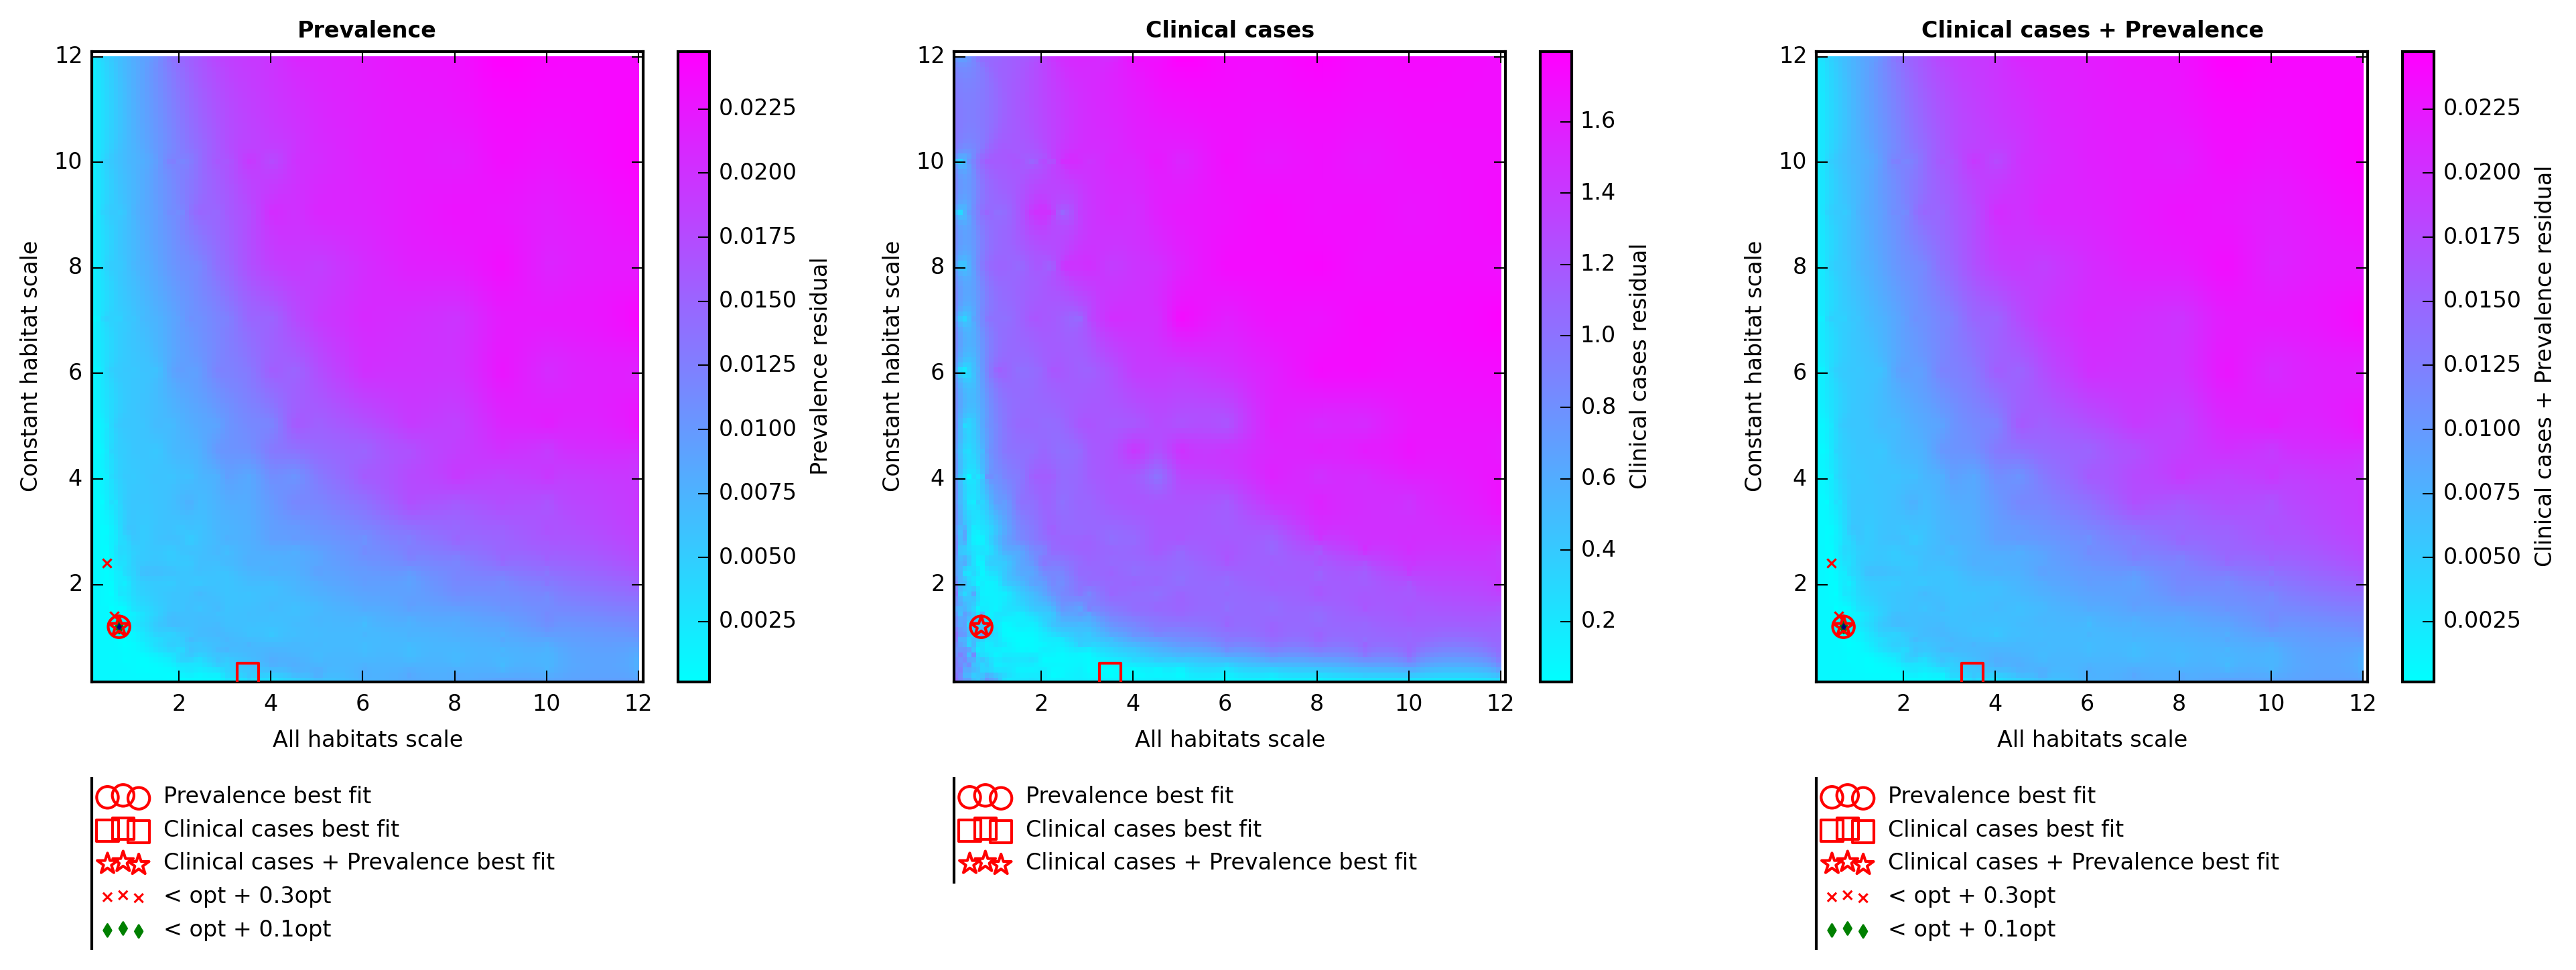 Prevalence
Clinical cases
Clinical cases + Prevalence
12
10
8
6
4
2
Constant habitat scale
2 4 6 8 10 12
All habitats scale
0.0225
0.0200
0.0175
0.0150
0.0125
0.0100
0.0075
0.0050
0.0025
Prevalence residual
12
10
8
6
4
2
Constant habitat scale
2 4 6 8 10 12
All habitats scale
1.6
1.4
1.2
1.0
0.8
0.6
0.4
0.2
Clinical cases residual
12
10
8
6
4
2
Constant habitat scale
2 4 6 8 10 12
All habitats scale
0.0225
0.0200
0.0175
0.0150
0.0125
0.0100
0.0075
0.0050
0.0025
Clinical cases + Prevalence residual
Prevalence best fit
Clinical cases best fit
Clinical cases + Prevalence best fit
< opt + 0.3opt
< opt + 0.1opt
Prevalence best fit
Clinical cases best fit
Clinical cases + Prevalence best fit
Prevalence best fit
Clinical cases best fit
Clinical cases + Prevalence best fit
< opt + 0.3opt
< opt + 0.1opt